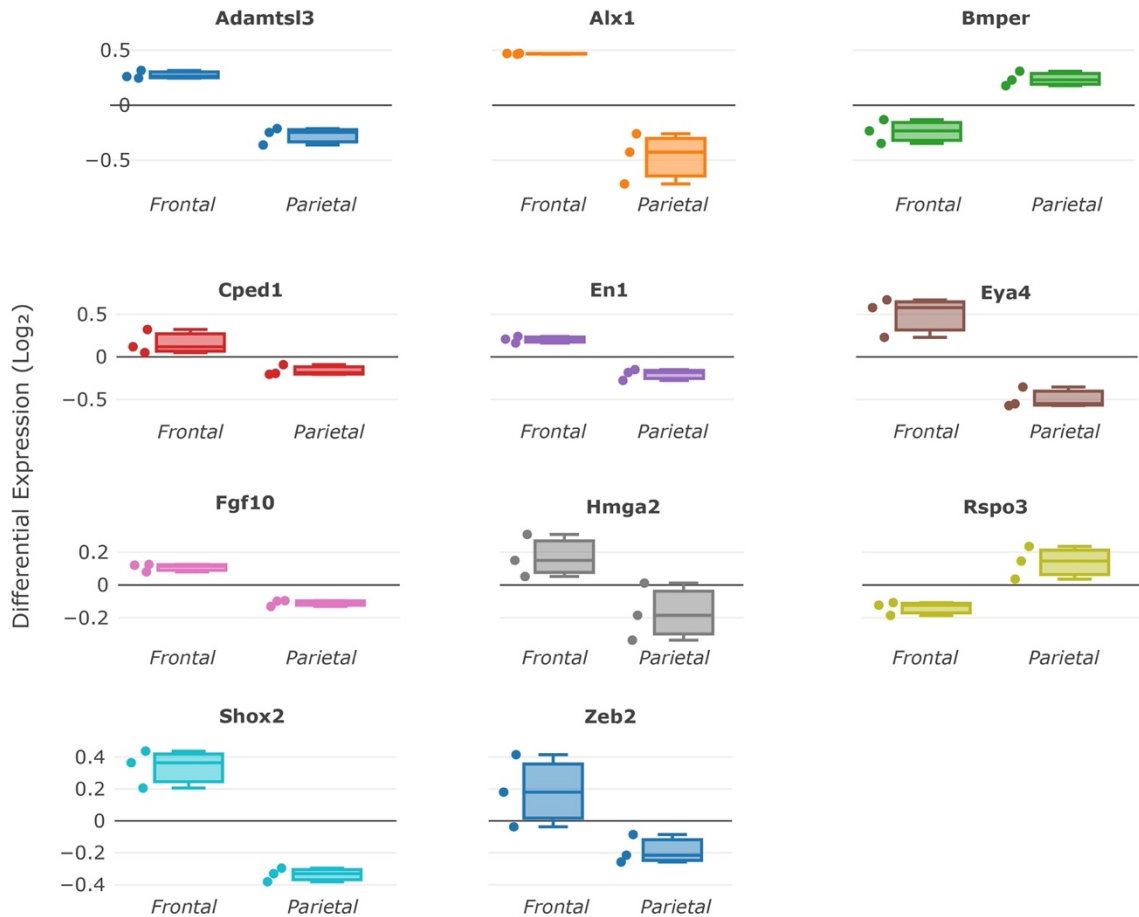 Adamtsl3 Alx1 Bmper
0.5
0
−0.5
Frontal Parietal Frontal Parietal Frontal Parietal
Differential Expression (Log₂)
Cped1 En1 Eya4
0.5
0
−0.5
Frontal Parietal Frontal Parietal Frontal Parietal
Fgf10 Hmga2 Rspo3
0.2
0
−0.2
Frontal Parietal Frontal Parietal Frontal Parietal
Shox2 Zeb2
0.4
0.2
0
−0.2
−0.4
Frontal Parietal Frontal Parietal